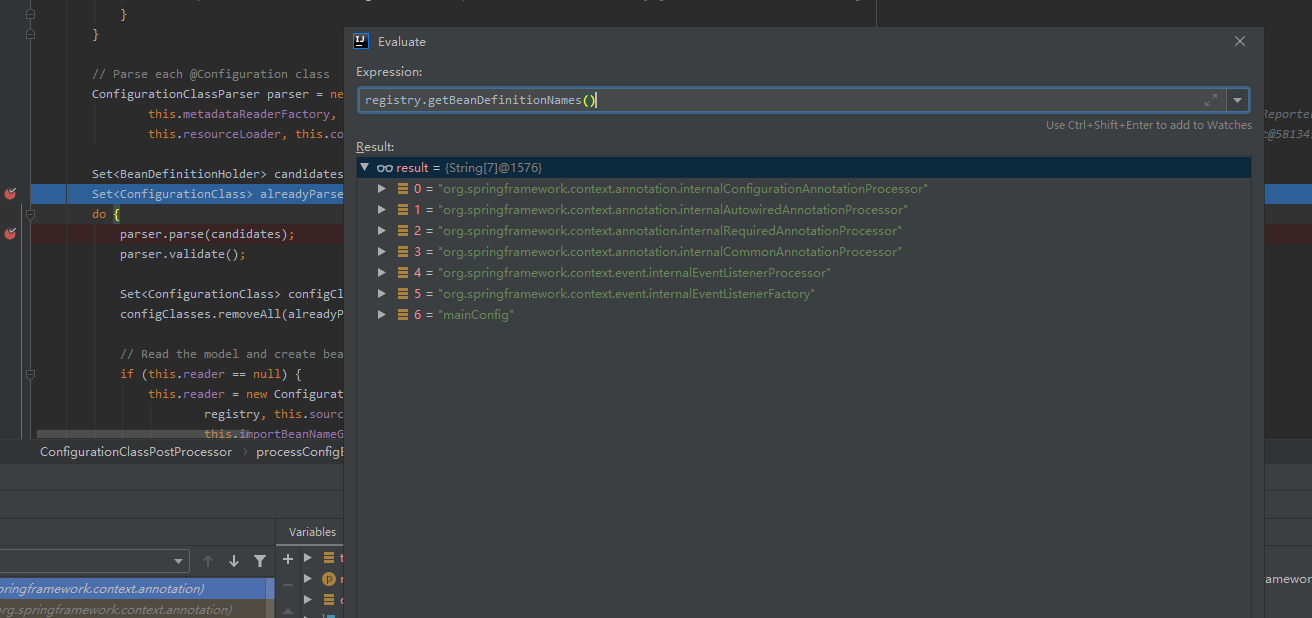 }
}
// Parse each @Configuration class
ConfigurationClassParser parser = ne
this.metadataReaderFactory,
this.resourceLoader, this.co
Set<BeanDefinitionHolder> candidates
Set<ConfigurationClass> alreadyParse
do {
parser.parse(candidates);
parser.validate();
Set<ConfigurationClass> configCl
configClasses.removeAll(alreadyP
// Read the model and create bea
if (this.reader == null) {
this.reader = new Configurat
registry, this.sourc
this.importBeanNameG
ConfigurationClassPostProcessor › processConfigB
Variables
springframework.context.annotation)
org.springframework.context.annotation)
Evaluate
Expression:
registry.getBeanDefinitionNames()
Use Ctrl+Shift+Enter to add to Watches
Result:
result = {String[7]@1576}
0 = "org.springframework.context.annotation.internalConfigurationAnnotationProcessor"
1 = "org.springframework.context.annotation.internalAutowiredAnnotationProcessor"
2 = "org.springframework.context.annotation.internalRequiredAnnotationProcessor"
3 = "org.springframework.context.annotation.internalCommonAnnotationProcessor"
4 = "org.springframework.context.event.internalEventListenerProcessor"
5 = "org.springframework.context.event.internalEventListenerFactory"
6 = "mainConfig"
Reporter
@58134
amewor